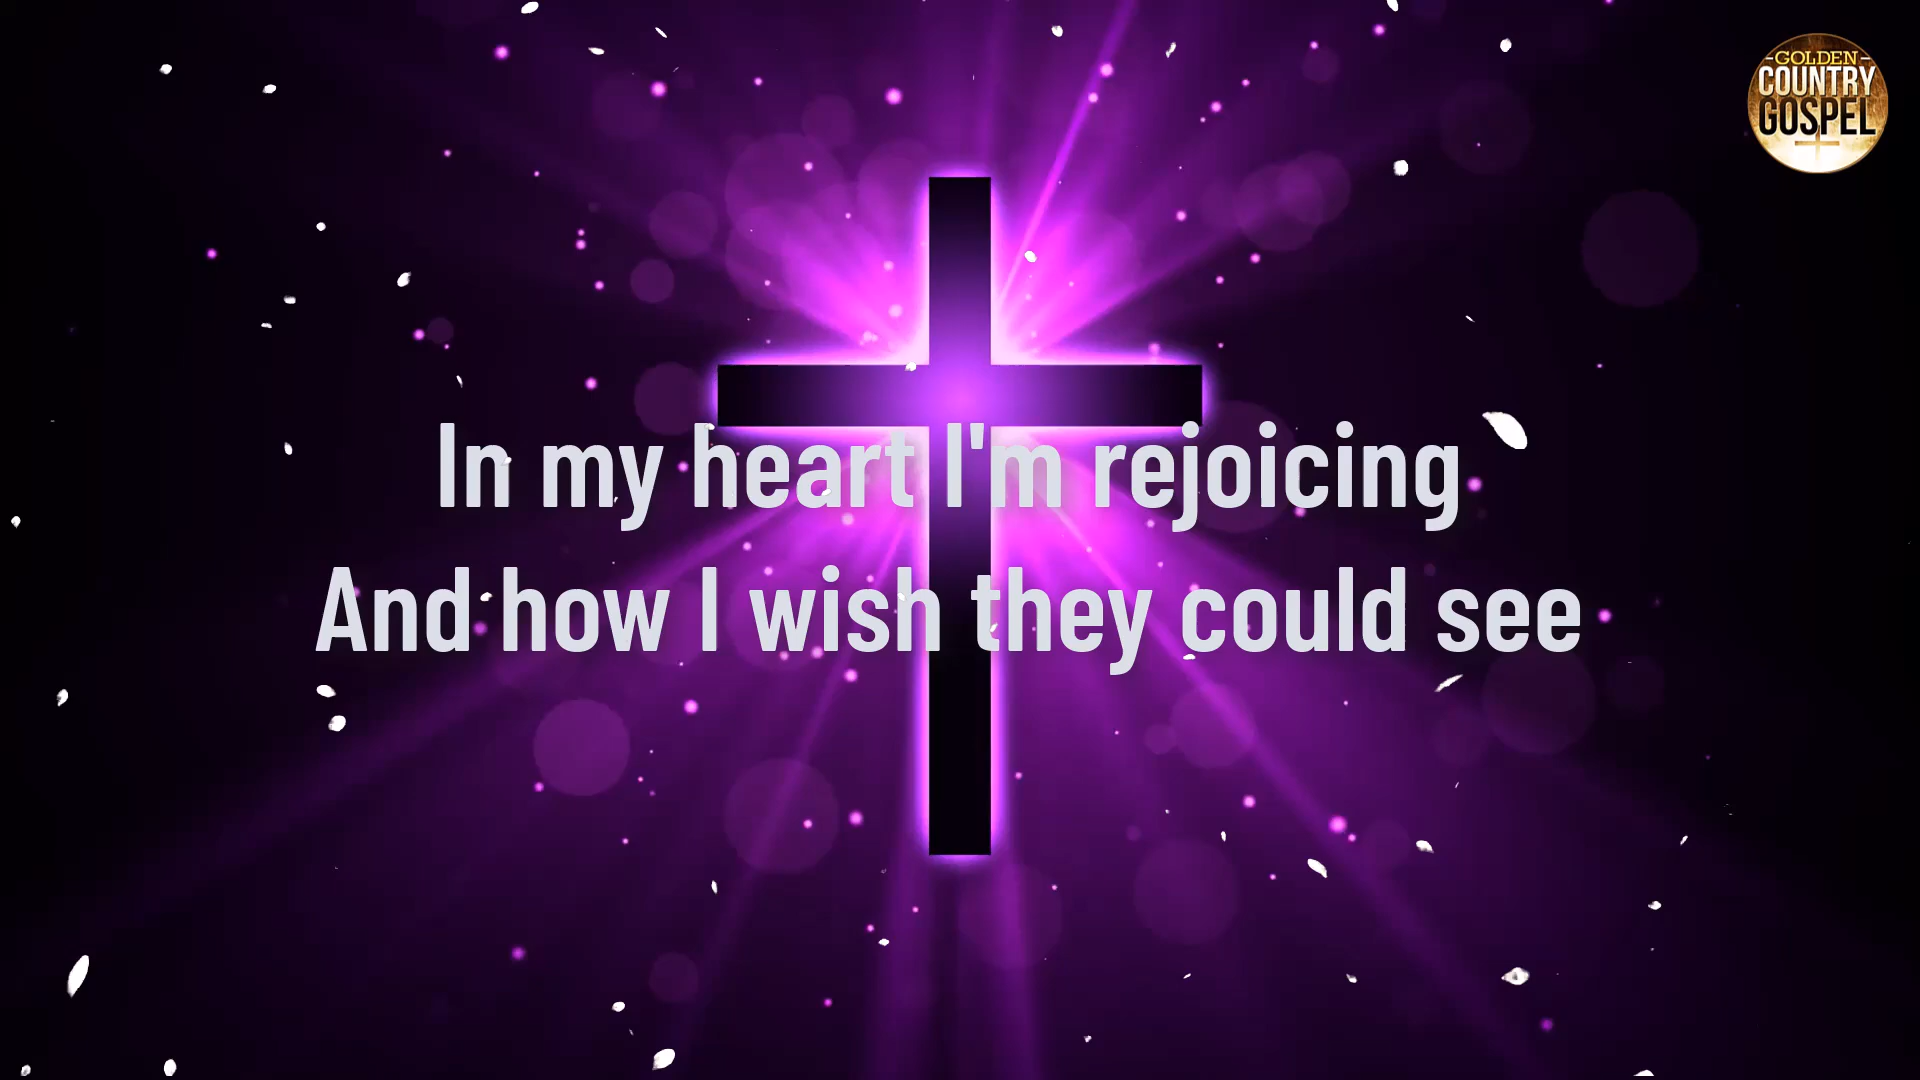 -GOLDEN-
COUNTRY
GOSPEL
In my heart I'm rejoicing
And how I wish they could see